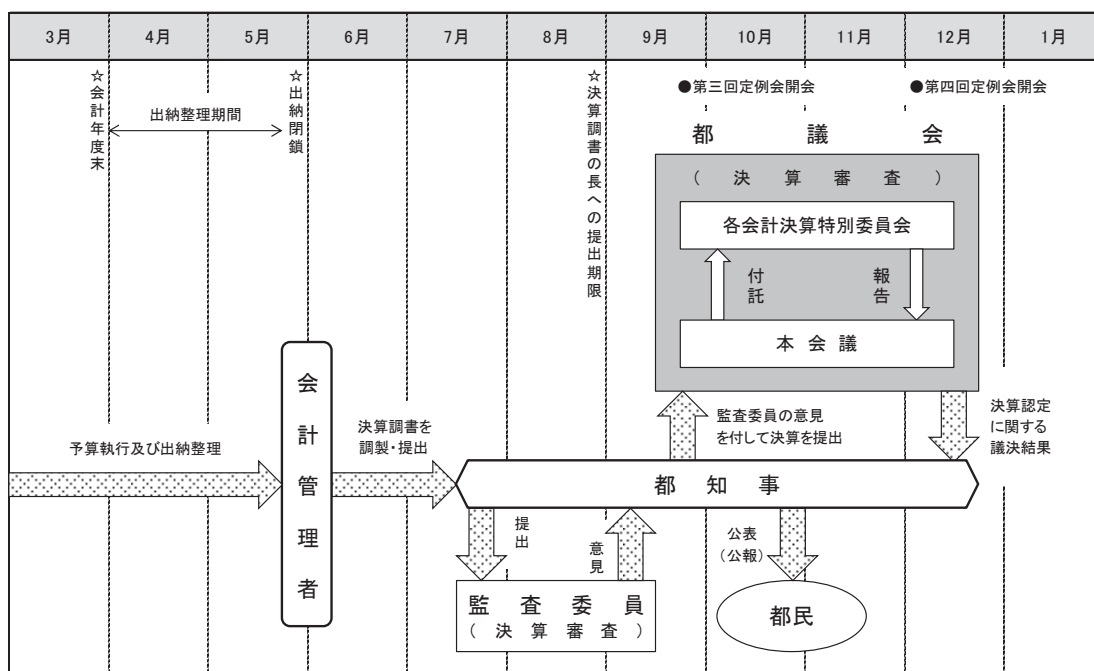 3月 4月 5月 6月 7月 8月 9月 10月 11月 12月 1月
☆会計年度末
出納整理期間
☆出納閉鎖
☆決算調書の長への提出期限
●第三回定例会開会
●第四回定例会開会
都議会
(決算審査)
各会計決算特別委員会
付託
報告
本会議
会計管理者
予算執行及び出納整理
決算調書を
調製・提出
監査委員の意見
を付して決算を提出
決算認定
に関する
議決結果
都知事
提出
意見
公表
(公報)
監査委員
(決算審査)
都民